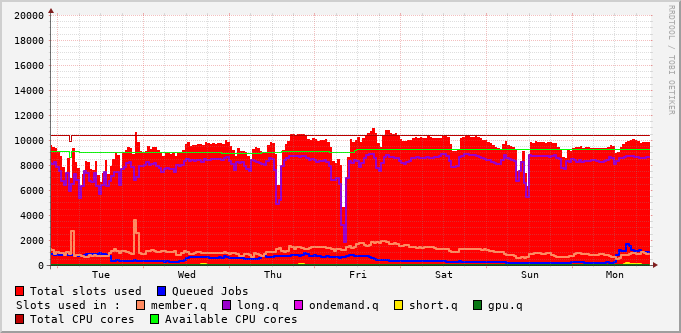 20000
18000
16000
14000
12000
10000
8000
6000
4000
2000
0
Tue Wed Thu Fri Sat Sun Mon
Total slots used Queued Jobs
Slots used in : member.q long.q ondemand.q short.q gpu.q
Total CPU cores Available CPU cores
RRDTOOL / TOBI OETIKER